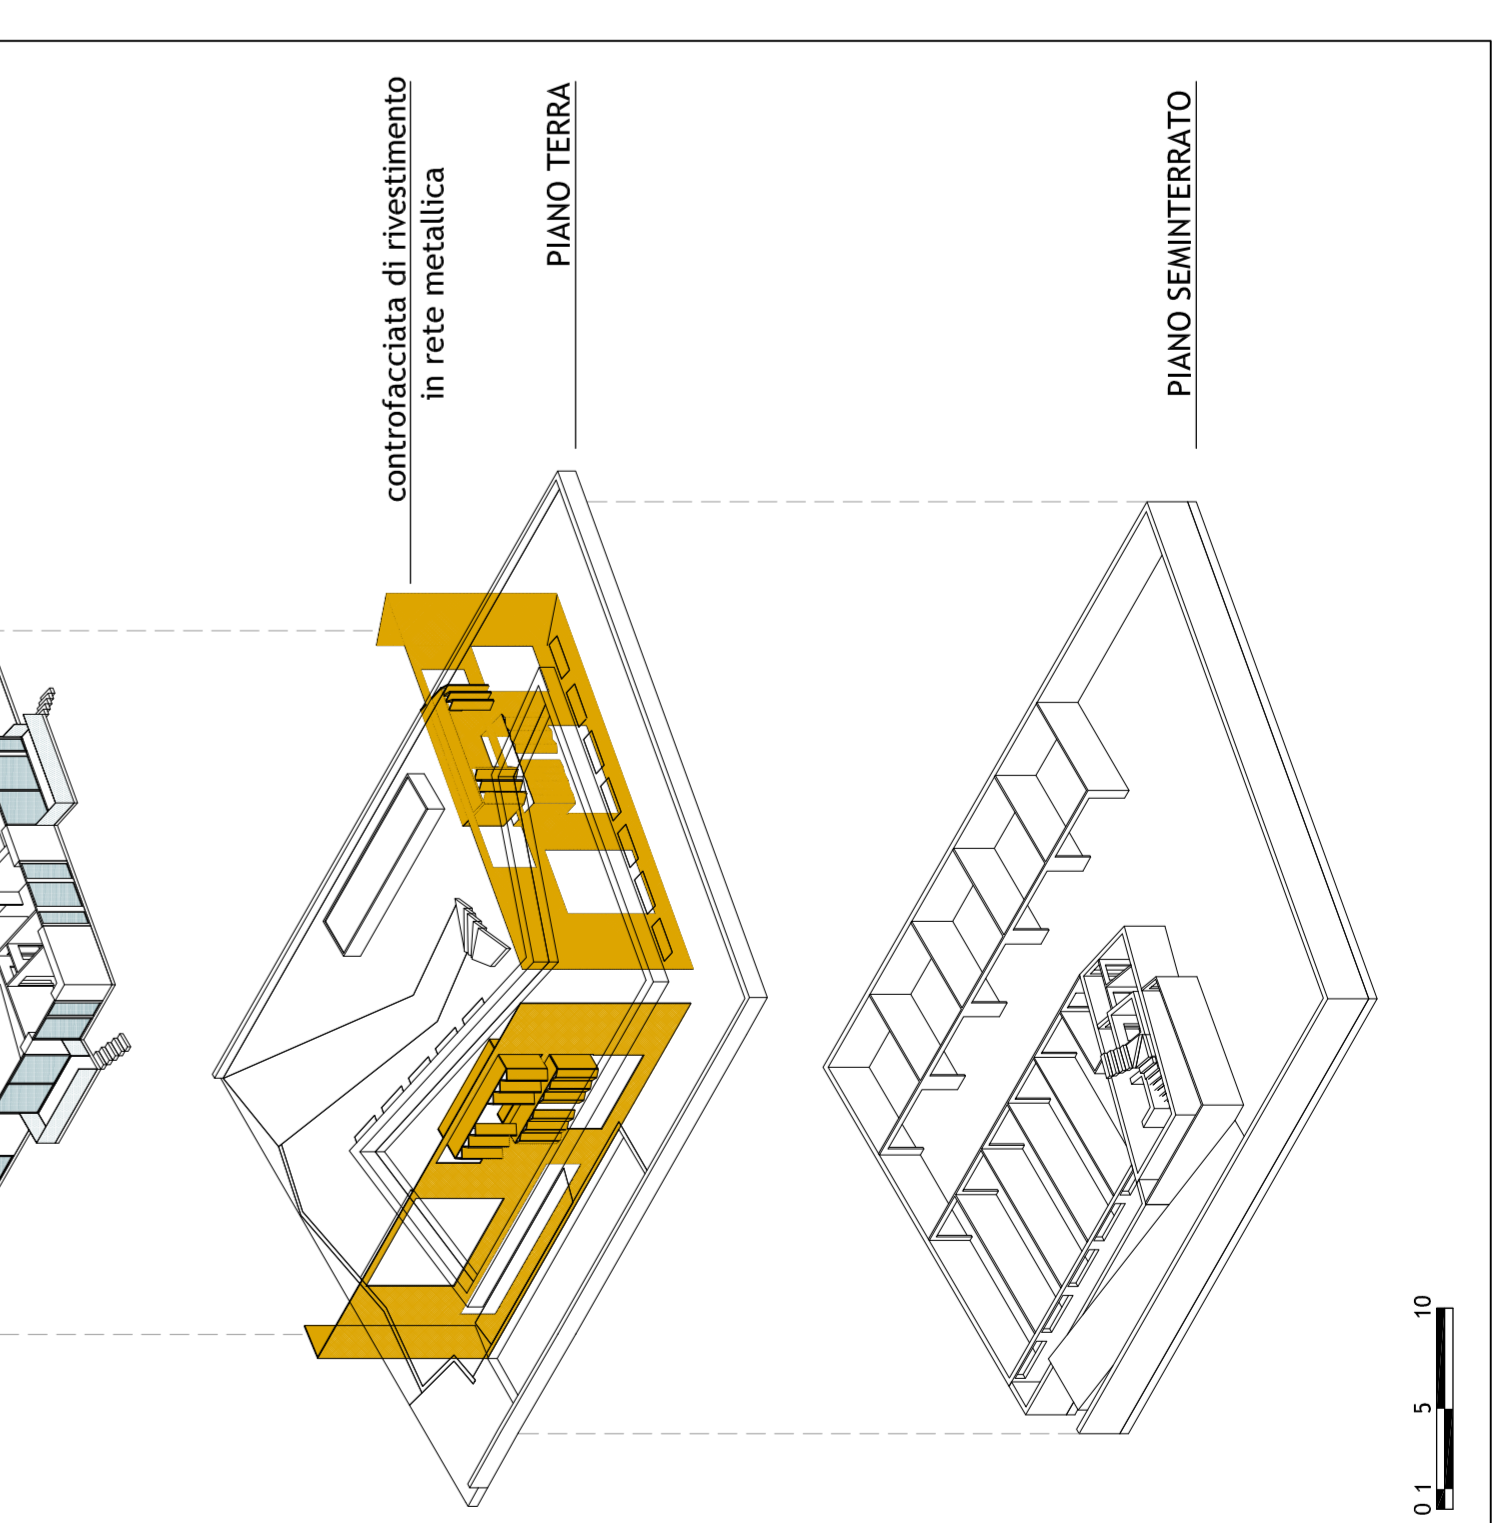 controfacciata di rivestimento
in rete metallica
PIANO TERRA
PIANO SEMINTERRATO
0 1 5 10